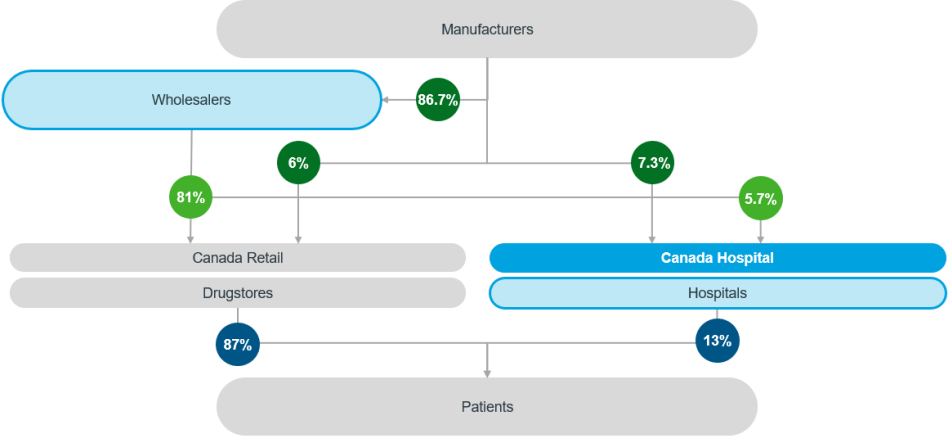 Manufacturers
Wholesalers
86.7%
6%
7.3%
81%
5.7%
Canada Retail
Canada Hospital
Drugstores
Hospitals
87%
13%
Patients